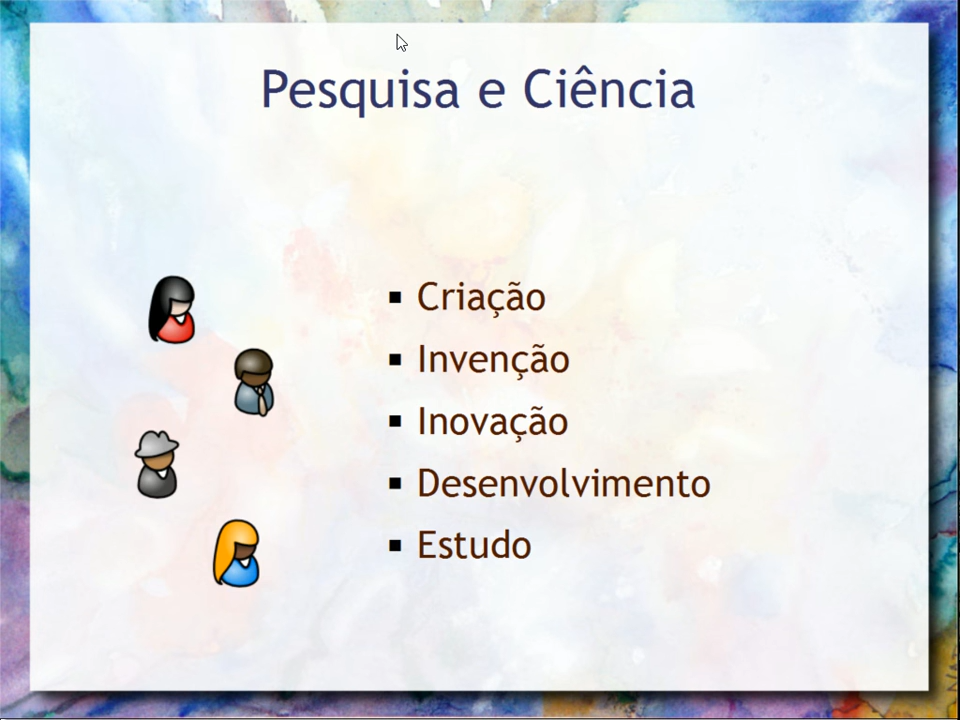 Pesquisa e Ciência
Criação
Invenção
Inovação
Desenvolvimento
Estudo